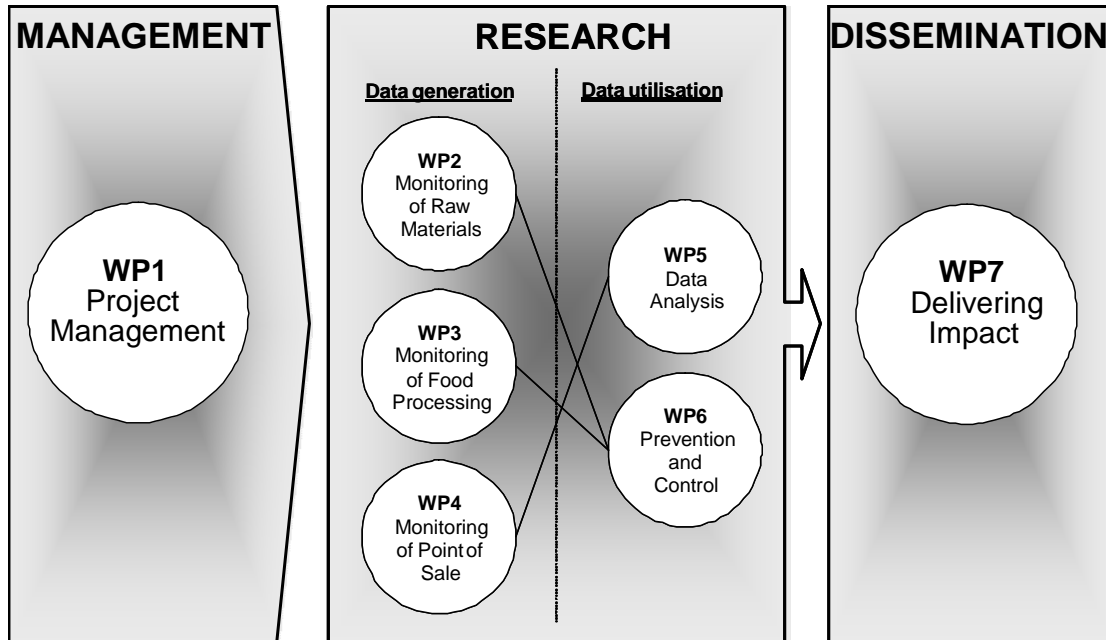 MANAGEMENT
WP1
Project
Management
RESEARCH
Data generation
WP2
Monitoring
of Raw
Materials
WP3
Monitoring
of Food
Processing
WP4
Monitoring
of Point of
Sale
Data utilisation
WP5
Data
Analysis
WP6
Prevention
and
Control
DISSEMINATION
WP7
Delivering
Impact